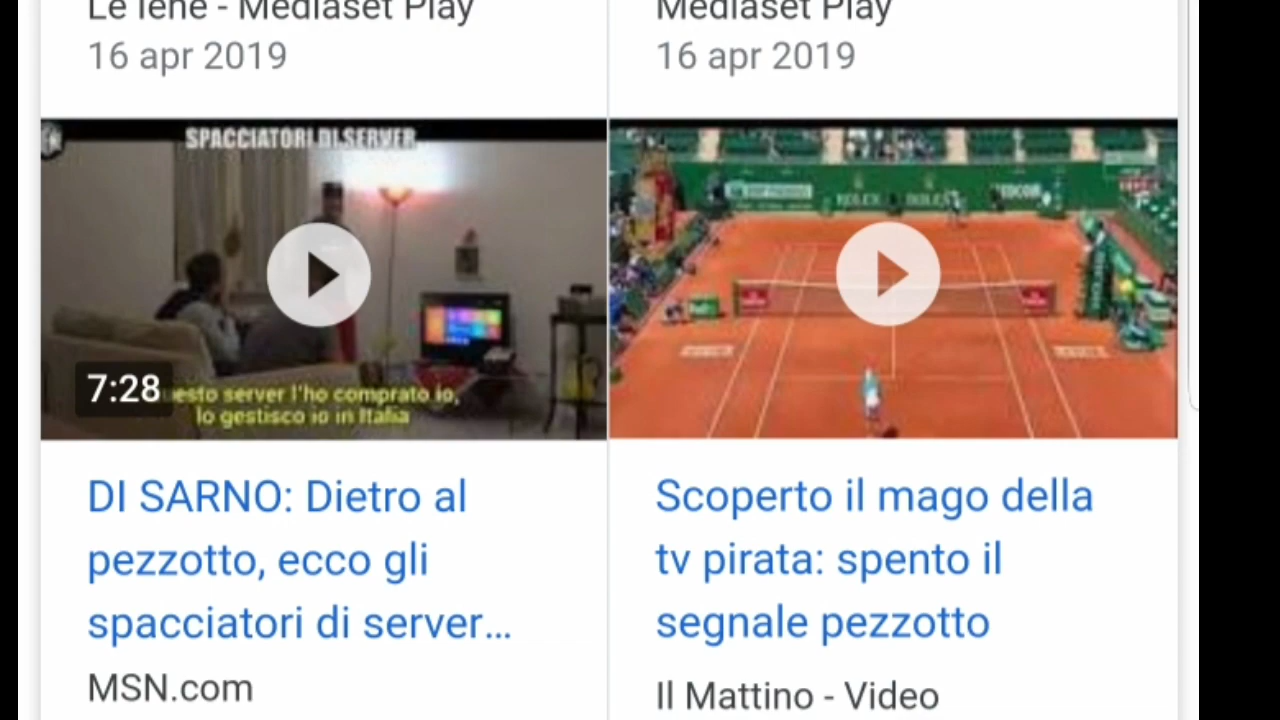 Le Iene - Mediaset Play
16 apr 2019
Mediaset Play
16 apr 2019
SPACCIATORI DI SERVER
7:28
esto server l'ho comprato io,
lo gestisco io in Italia
ROLEX
DI SARNO: Dietro al
pezzotto, ecco gli
spacciatori di server...
MSN.com
Scoperto il mago della
tv pirata: spento il
segnale pezzotto
Il Mattino - Video